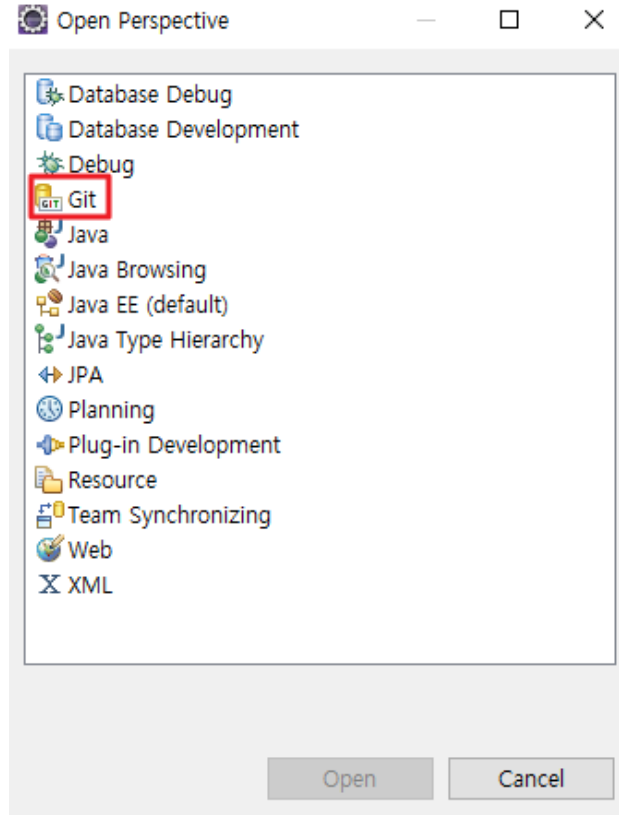 Open Perspective
Database Debug
Database Development
Debug
GIT Git
Java
Java Browsing
Java EE (default)
Java Type Hierarchy
JPA
Planning
Plug-in Development
Resource
Team Synchronizing
Web
X XML
Open Cancel